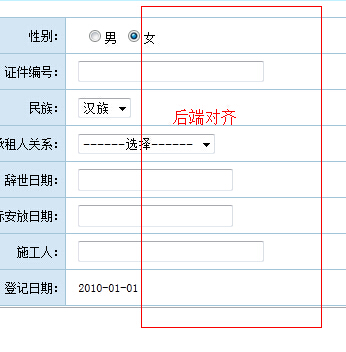 性别： 男 女
证件编号：
民族： 汉族
后端对齐
承租人关系： ------选择------
辞世日期：
安放日期：
施工人：
登记日期： 2010-01-01